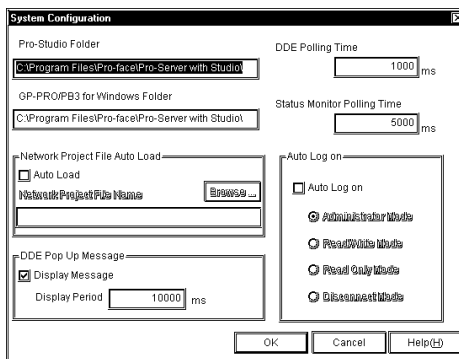 System Configuration
Pro-Studio Folder
C:\Program Files\Pro-face\Pro-Server with Studio\
GP-PRO/PB3 for Windows Folder
C:\Program Files\Pro-face\Pro-Server with Studio\
DDE Polling Time
1000 ms
Status Monitor Polling Time
5000 ms
Network Project File Auto Load
Auto Load
Network Project File Name
Browse ...
DDE Pop Up Message
Display Message
Display Period 10000 ms
Auto Log on
Auto Log on
Administrator Mode
Read/Write Mode
Read Only Mode
Disconnect Mode
OK Cancel Help(H)